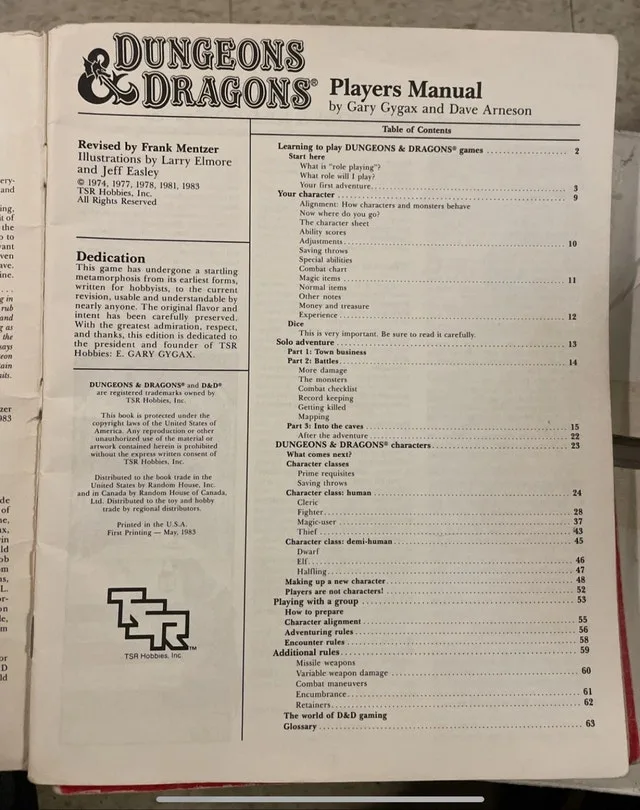 DUNGEONS
& DRAGONS®
Players Manual
by Gary Gygax and Dave Arneson
Revised by Frank Mentzer
Illustrations by Larry Elmore
and Jeff Easley
© 1974, 1977, 1978, 1981, 1983
TSR Hobbies, Inc.
All Rights Reserved
Dedication
This game has undergone a startling
metamorphosis from its earliest forms,
written for hobbyists, to the current
revision, usable and understandable by
nearly anyone. The original flavor and
intent has been carefully preserved.
With the greatest admiration, respect,
and thanks, this edition is dedicated to
the president and founder of TSR
Hobbies: E. GARY GYGAX.
DUNGEONS & DRAGONS® and D&D®
are registered trademarks owned by
TSR Hobbies, Inc.
This book is protected under the
copyright laws of the United States of
America. Any reproduction or other
unauthorized use of the material or
artwork contained herein is prohibited
without the express written consent of
TSR Hobbies, Inc.
Distributed to the book trade in the
United States by Random House, Inc.
and in Canada by Random House of Canada,
Ltd. Distributed to the toy and hobby
trade by regional distributors.
Printed in the U.S.A.
First Printing — May, 1983
TSR™
TSR Hobbies, Inc.
Table of Contents
Learning to play DUNGEONS & DRAGONS® games 2
Start here
What is "role playing"?
What role will I play?
Your first adventure 3
Your character 9
Alignment: How characters and monsters behave
Now where do you go?
The character sheet
Ability scores
Adjustments 10
Saving throws
Special abilities
Combat chart
Magic items 11
Normal items
Other notes
Money and treasure
Experience 12
Dice
This is very important. Be sure to read it carefully.
Solo adventure 13
Part 1: Town business
Part 2: Battles 14
More damage
The monsters
Combat checklist
Record keeping
Getting killed
Mapping
Part 3: Into the caves 15
After the adventure 22
DUNGEONS & DRAGONS® characters 23
What comes next?
Character classes
Prime requisites
Saving throws
Character class: human 24
Cleric
Fighter 28
Magic-user 37
Thief 43
Character class: demi-human 45
Dwarf
Elf 46
Halfling 47
Making up a new character 48
Players are not characters! 52
Playing with a group 53
How to prepare
Character alignment 55
Adventuring rules 56
Encounter rules 58
Additional rules 59
Missile weapons
Variable weapon damage 60
Combat maneuvers
Encumbrance 61
Retainers 62
The world of D&D gaming
Glossary 63